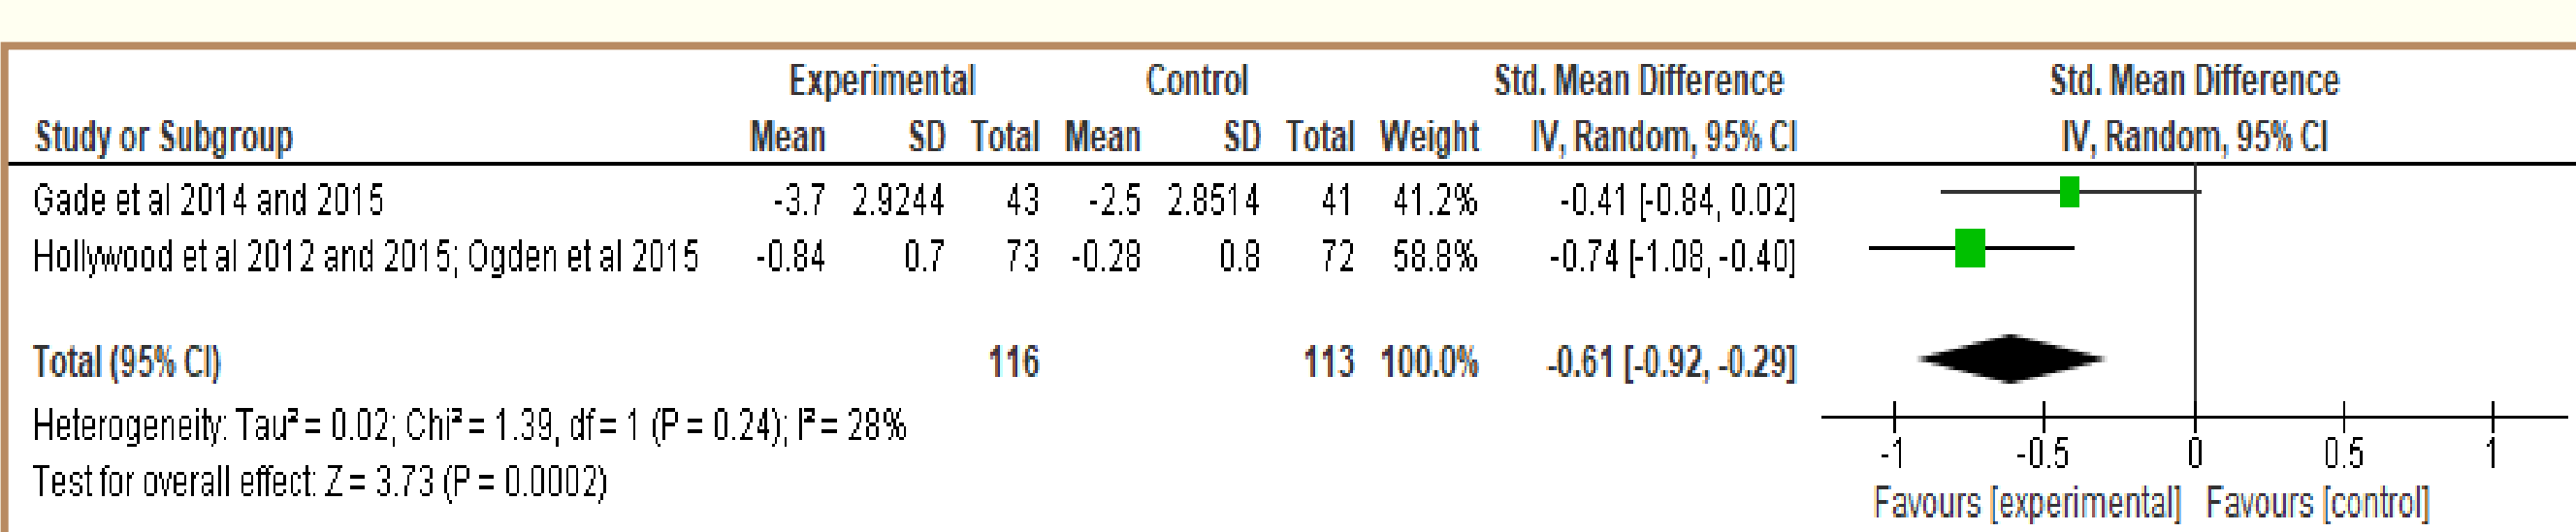 Experimental Control Std. Mean Difference Std. Mean Difference
Study or Subgroup Mean SD Total Mean SD Total Weight IV, Random, 95% CI IV, Random, 95% CI
Gade et al 2014 and 2015 -3.7 2.9244 43 -2.5 2.8514 41 41.2% -0.41 [-0.84, 0.02]
Hollywood et al 2012 and 2015; Ogden et al 2015 -0.84 0.7 73 -0.28 0.8 72 58.8% -0.74 [-1.08, -0.40]
Total (95% CI) 116 113 100.0% -0.61 [-0.92, -0.29]
Heterogeneity: Tau² = 0.02; Chi² = 1.39, df = 1 (P = 0.24); I² = 28%
Test for overall effect: Z = 3.73 (P = 0.0002)
-1 -0.5 0 0.5 1
Favours [experimental] Favours [control]